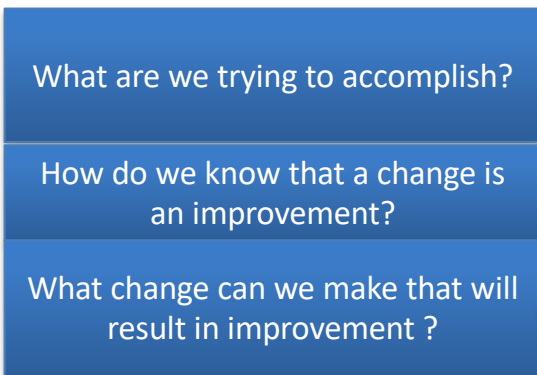 What are we trying to accomplish?
How do we know that a change is
an improvement?
What change can we make that will
result in improvement ?